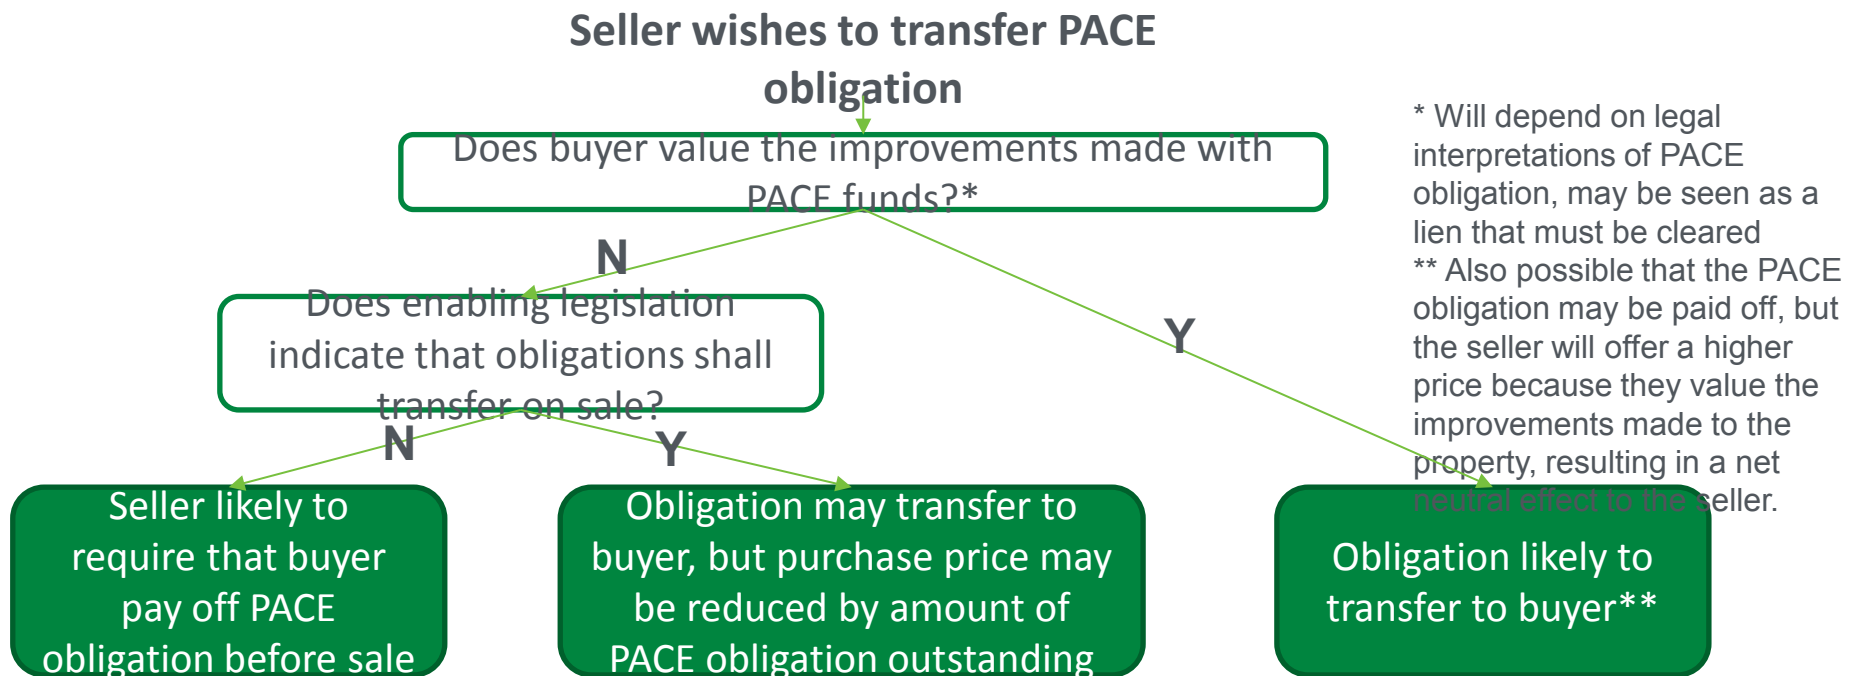 Seller wishes to transfer PACE
obligation
Does buyer value the improvements made with
PACE funds?*
N
Y
Does enabling legislation
indicate that obligations shall
transfer on sale?
N
Y
Seller likely to
require that buyer
pay off PACE
obligation before sale
Obligation may transfer to
buyer, but purchase price may
be reduced by amount of
PACE obligation outstanding
Obligation likely to
transfer to buyer**
* Will depend on legal
interpretations of PACE
obligation, may be seen as a
lien that must be cleared
** Also possible that the PACE
obligation may be paid off, but
the seller will offer a higher
price because they value the
improvements made to the
property, resulting in a net
neutral effect to the seller.